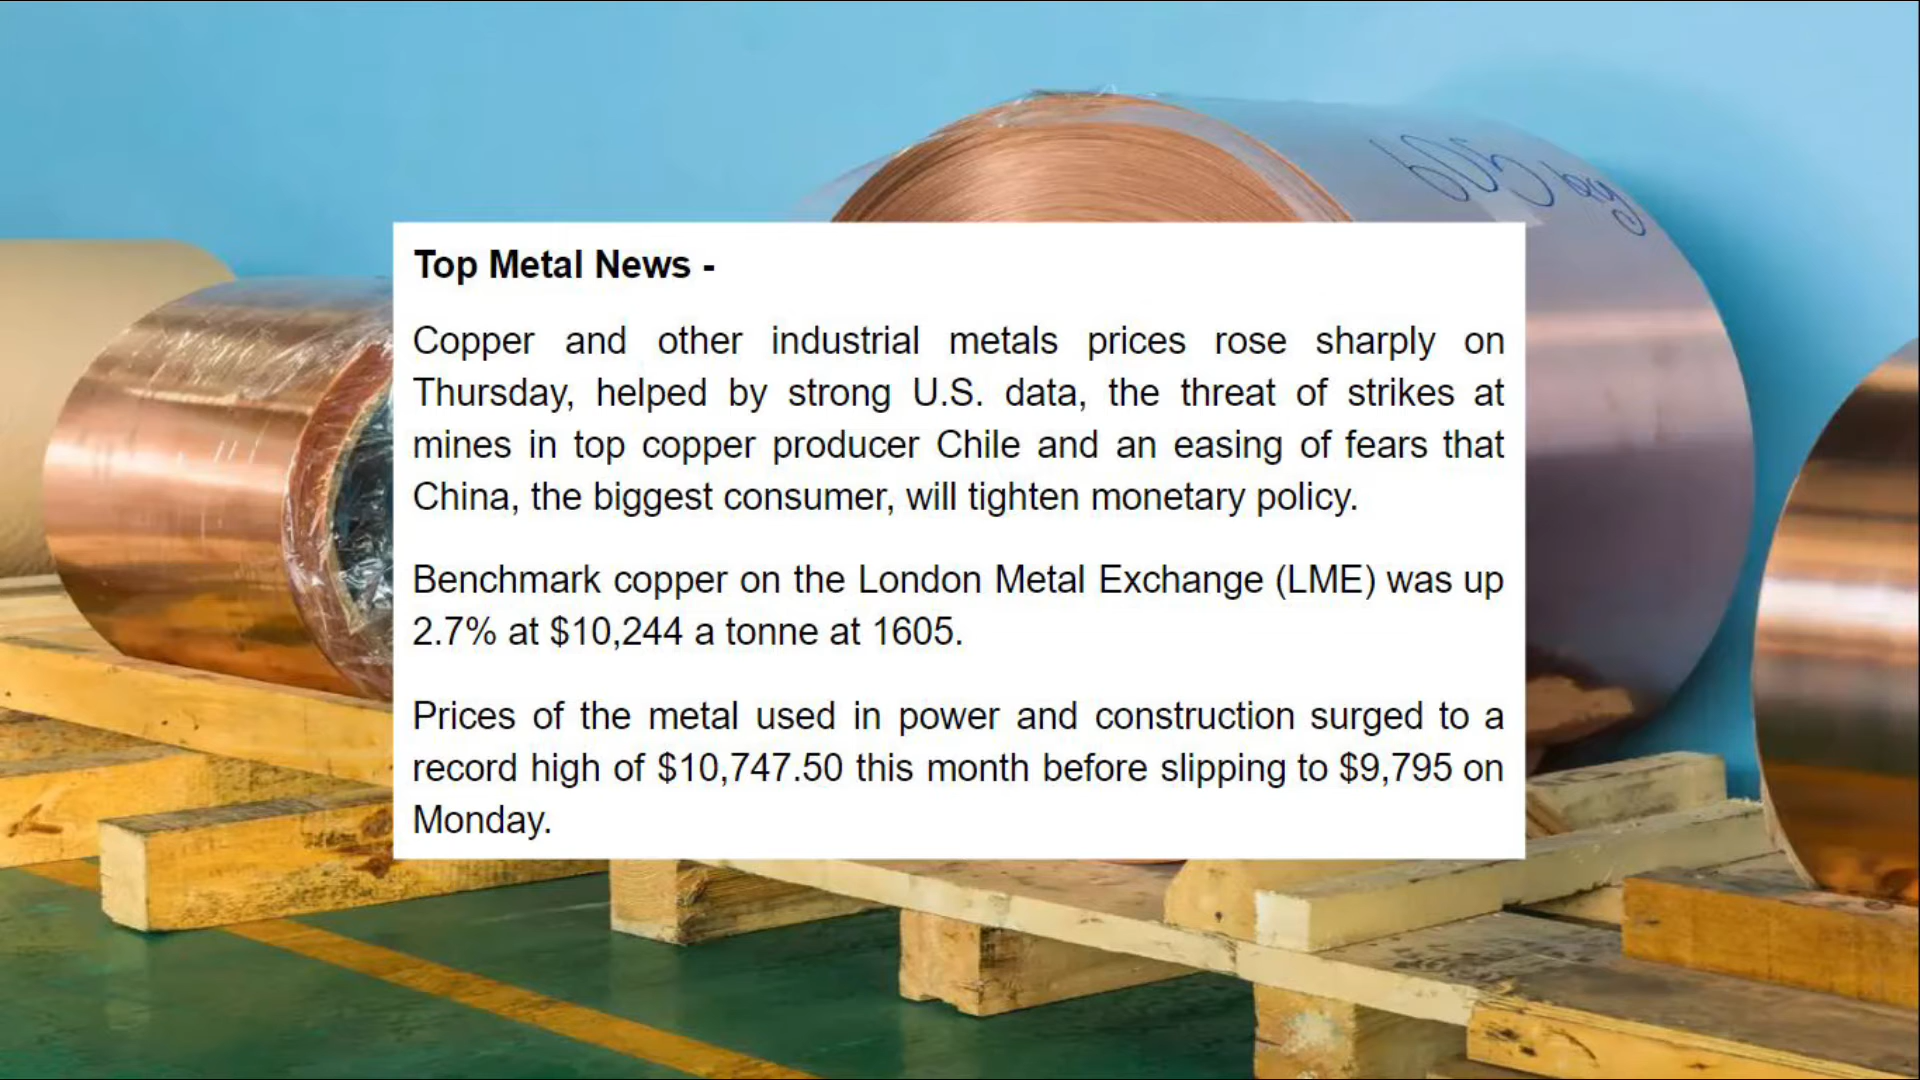 605 kg
Top Metal News -
Copper and other industrial metals prices rose sharply on
Thursday, helped by strong U.S. data, the threat of strikes at
mines in top copper producer Chile and an easing of fears that
China, the biggest consumer, will tighten monetary policy.
Benchmark copper on the London Metal Exchange (LME) was up
2.7% at $10,244 a tonne at 1605.
Prices of the metal used in power and construction surged to a
record high of $10,747.50 this month before slipping to $9,795 on
Monday.